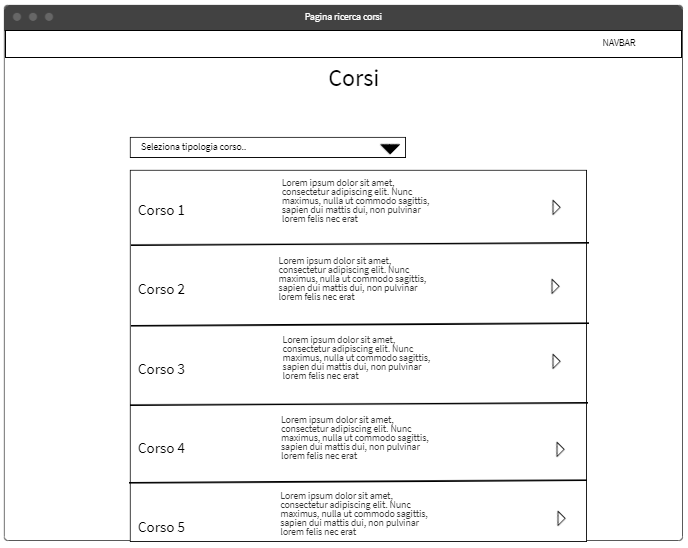 Pagina ricerca corsi
NAVBAR
Corsi
Seleziona tipologia corso..
Corso 1
Lorem ipsum dolor sit amet,
consectetur adipiscing elit. Nunc
maximus, nulla ut commodo sagittis,
sapien dui mattis dui, non pulvinar
lorem felis nec erat
Corso 2
Lorem ipsum dolor sit amet,
consectetur adipiscing elit. Nunc
maximus, nulla ut commodo sagittis,
sapien dui mattis dui, non pulvinar
lorem felis nec erat
Corso 3
Lorem ipsum dolor sit amet,
consectetur adipiscing elit. Nunc
maximus, nulla ut commodo sagittis,
sapien dui mattis dui, non pulvinar
lorem felis nec erat
Corso 4
Lorem ipsum dolor sit amet,
consectetur adipiscing elit. Nunc
maximus, nulla ut commodo sagittis,
sapien dui mattis dui, non pulvinar
lorem felis nec erat
Corso 5
Lorem ipsum dolor sit amet,
consectetur adipiscing elit. Nunc
maximus, nulla ut commodo sagittis,
sapien dui mattis dui, non pulvinar
lorem felis nec erat